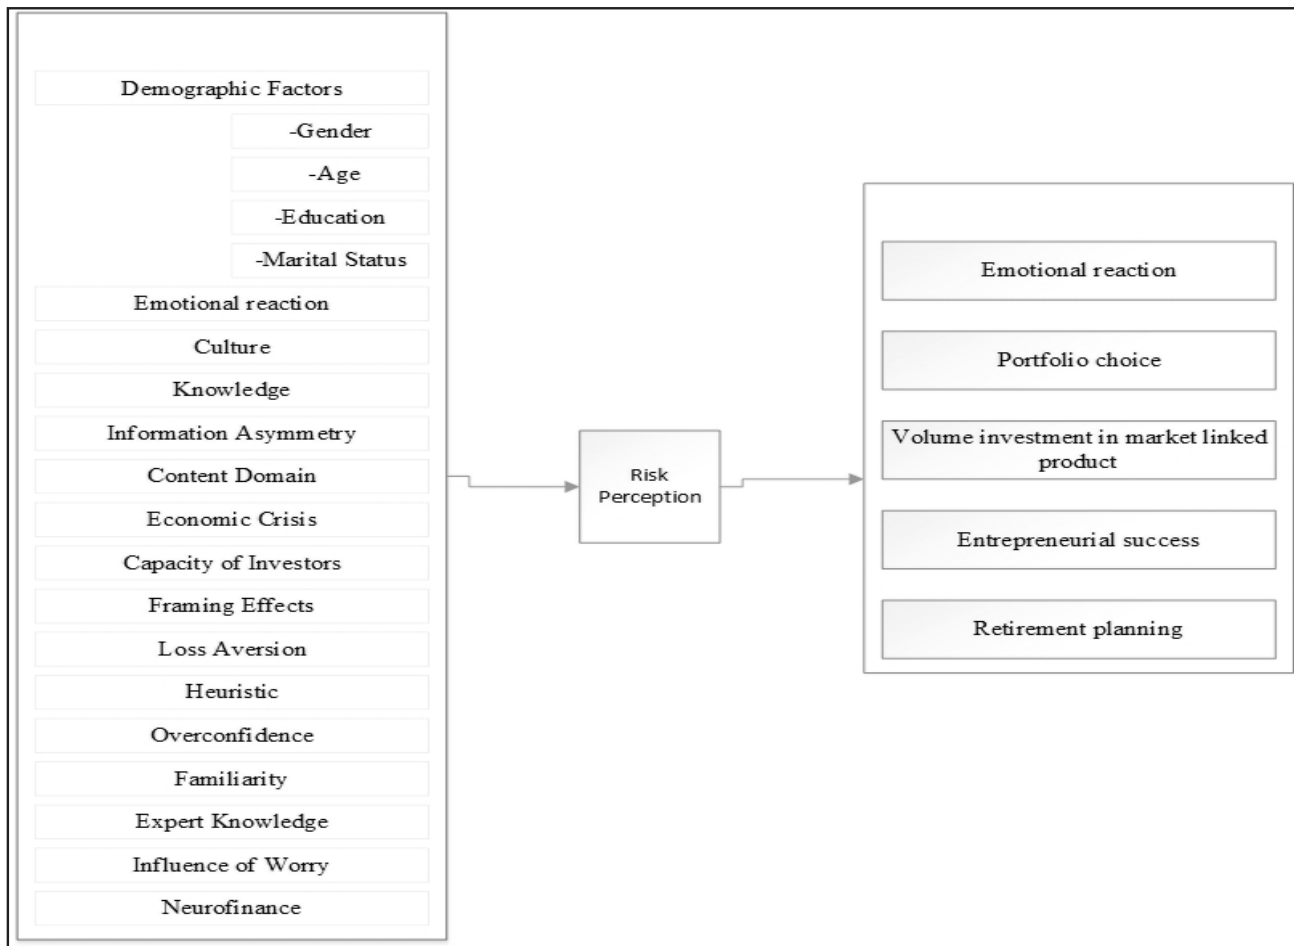 Demographic Factors
-Gender
-Age
-Education
-Marital Status
Emotional reaction
Culture
Knowledge
Information Asymmetry
Content Domain
Economic Crisis
Capacity of Investors
Framing Effects
Loss Aversion
Heuristic
Overconfidence
Familiarity
Expert Knowledge
Influence of Worry
Neurofinance
Risk
Perception
Emotional reaction
Portfolio choice
Volume investment in market linked
product
Entrepreneurial success
Retirement planning